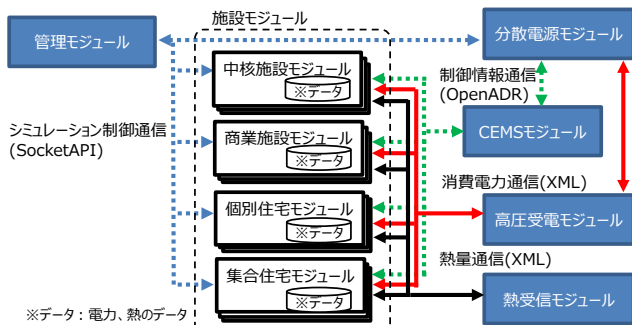 施設モジュール
管理モジュール
分散電源モジュール
中核施設モジュール
※データ
制御情報通信
(OpenADR)
シミュレーション制御通信
(SocketAPI)
商業施設モジュール
※データ
CEMSモジュール
消費電力通信(XML)
個別住宅モジュール
※データ
高圧受電モジュール
熱量通信(XML)
集合住宅モジュール
※データ
熱受信モジュール
※データ：電力、熱のデータ